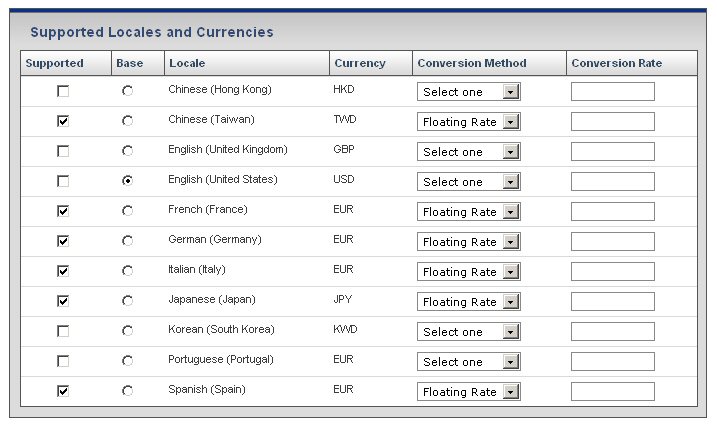 Supported Locales and Currencies
Supported Base Locale Currency Conversion Method Conversion Rate
Chinese (Hong Kong) HKD Select one
Chinese (Taiwan) TWD Floating Rate
English (United Kingdom) GBP Select one
English (United States) USD Select one
French (France) EUR Floating Rate
German (Germany) EUR Floating Rate
Italian (Italy) EUR Floating Rate
Japanese (Japan) JPY Floating Rate
Korean (South Korea) KWD Select one
Portuguese (Portugal) EUR Select one
Spanish (Spain) EUR Floating Rate